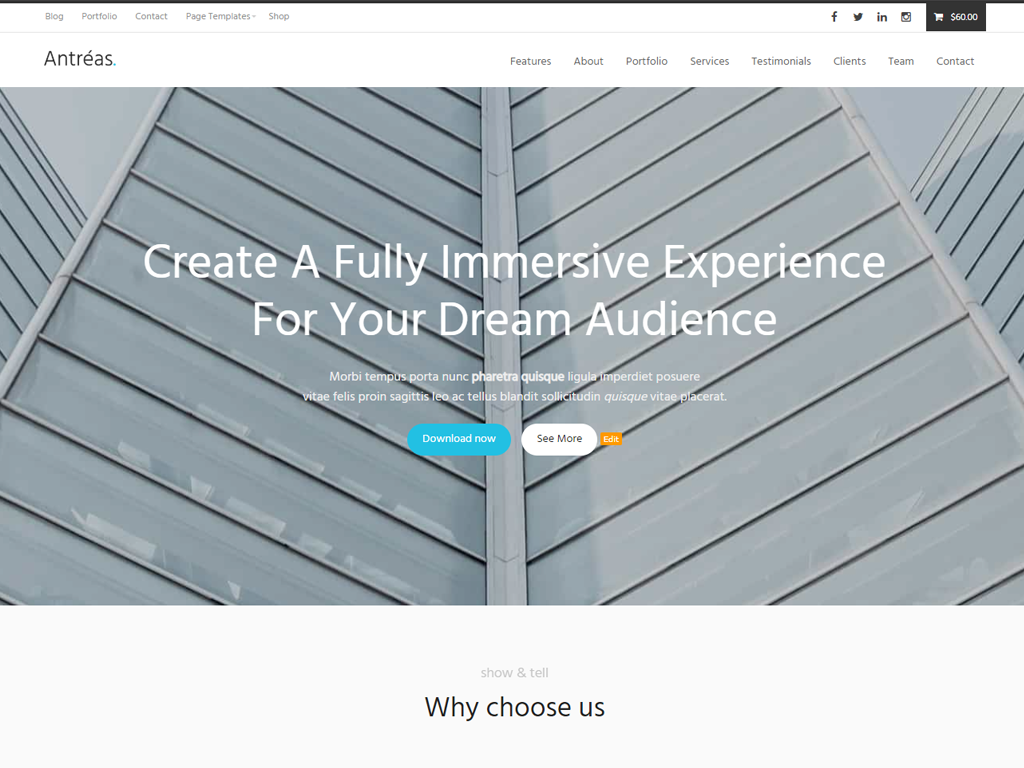 Blog Portfolio Contact Page Templates Shop $60.00
Antréas.
Features About Portfolio Services Testimonials Clients Team Contact
Create A Fully Immersive Experience
For Your Dream Audience
Morbi tempus porta nunc pharetra quisque ligula imperdiet posuere
vitae felis proin sagittis leo ac tellus blandit sollicitudin quisque vitae placerat.
Download now See More Edit
show & tell
Why choose us